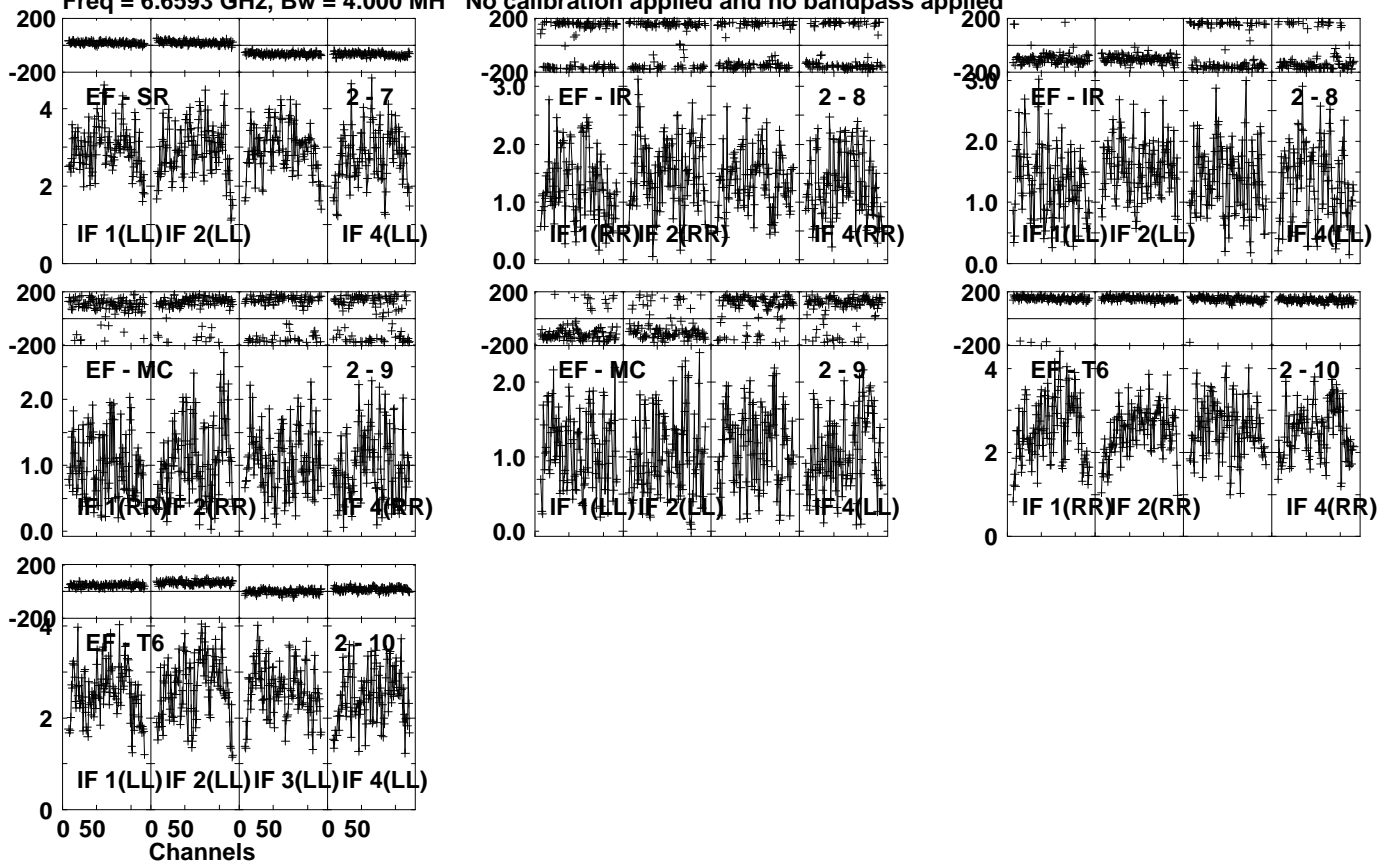 Freq = 6.6593 GHz, Bw = 4.000 MH No calibration applied and no bandpass applied
200
-200
EF - SR 2 - 7
4
2
0
IF 1(LL) IF 2(LL) IF 4(LL)
200
-200
EF - IR 2 - 8
3.0
2.0
1.0
0.0
IF 1(RR) IF 2(RR) IF 4(RR)
200
-200
EF - IR 2 - 8
3.0
2.0
1.0
0.0
IF 1(LL) IF 2(LL) IF 4(LL)
200
-200
EF - MC 2 - 9
2.0
1.0
0.0
IF 1(RR) IF 2(RR) IF 4(RR)
200
-200
EF - MC 2 - 9
2.0
1.0
0.0
IF 1(LL) IF 2(LL) IF 4(LL)
200
-200
EF - T6 2 - 10
4
2
0
IF 1(RR) IF 2(RR) IF 4(RR)
200
-200
EF - T6 2 - 10
4
2
0
IF 1(LL) IF 2(LL) IF 3(LL) IF 4(LL)
0 50 0 50 0 50 0 50
Channels